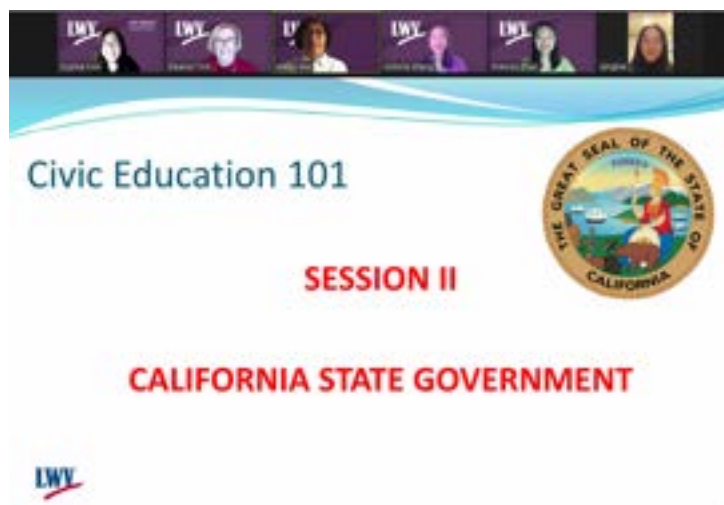 LWV
LWV
LWV
LWV
LWV
Civic Education 101
THE GREAT SEAL OF THE STATE OF
EUREKA
CALIFORNIA
SESSION II
CALIFORNIA STATE GOVERNMENT
LWV